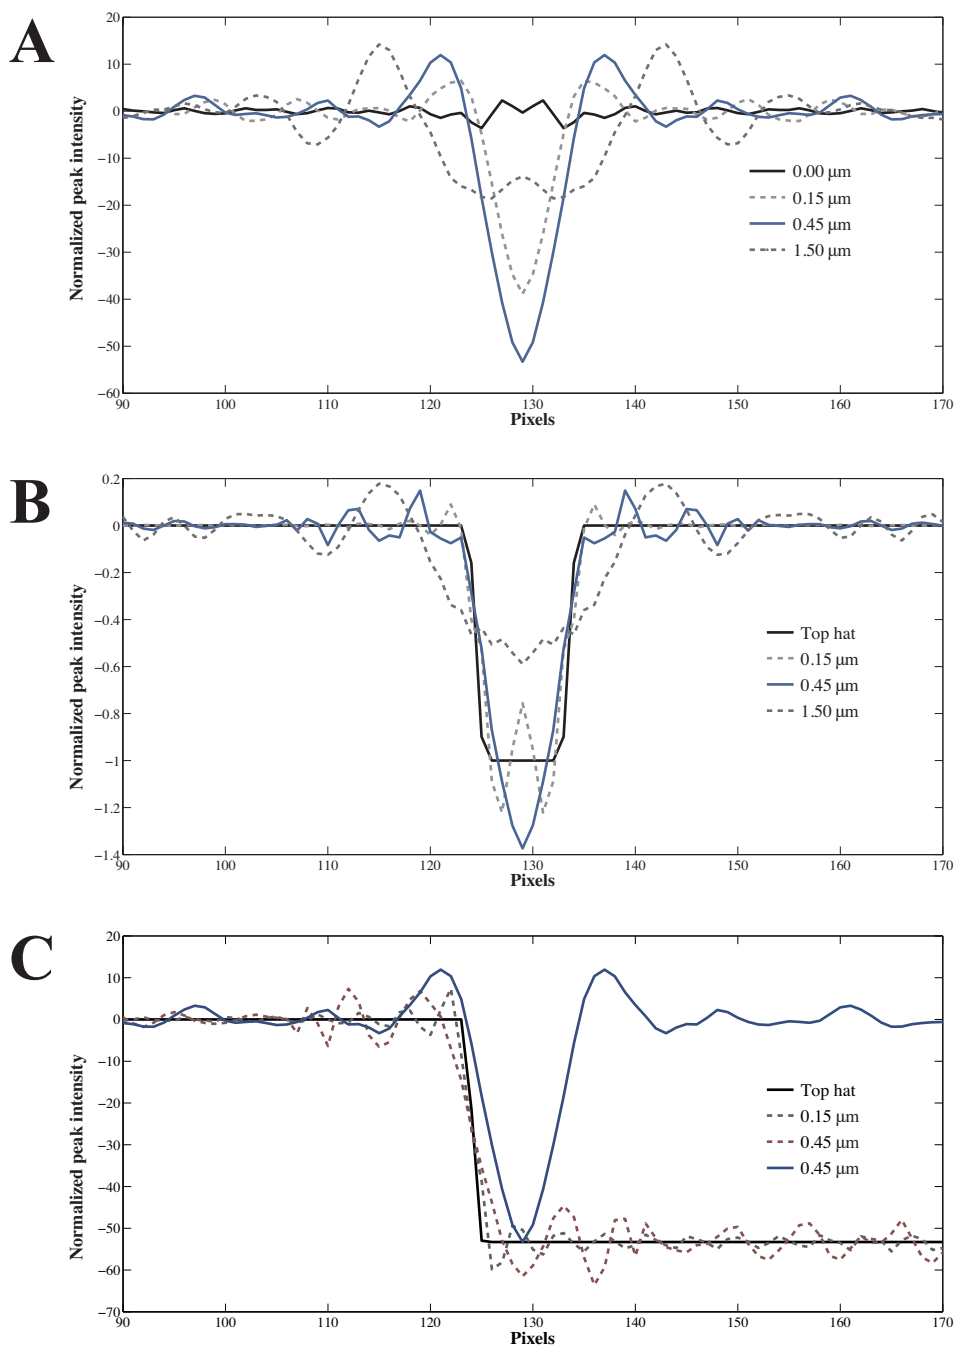 A
20
10
0
−10
−20
−30
−40
−50
−60
Normalized peak intensity
0.00 µm
0.15 µm
0.45 µm
1.50 µm
90 100 110 120 130 140 150 160 170
Pixels
B
0.2
0
−0.2
−0.4
−0.6
−0.8
−1
−1.2
−1.4
Normalized peak intensity
Top hat
0.15 µm
0.45 µm
1.50 µm
90 100 110 120 130 140 150 160 170
Pixels
C
20
10
0
−10
−20
−30
−40
−50
−60
−70
Normalized peak intensity
Top hat
0.15 µm
0.45 µm
0.45 µm
90 100 110 120 130 140 150 160 170
Pixels